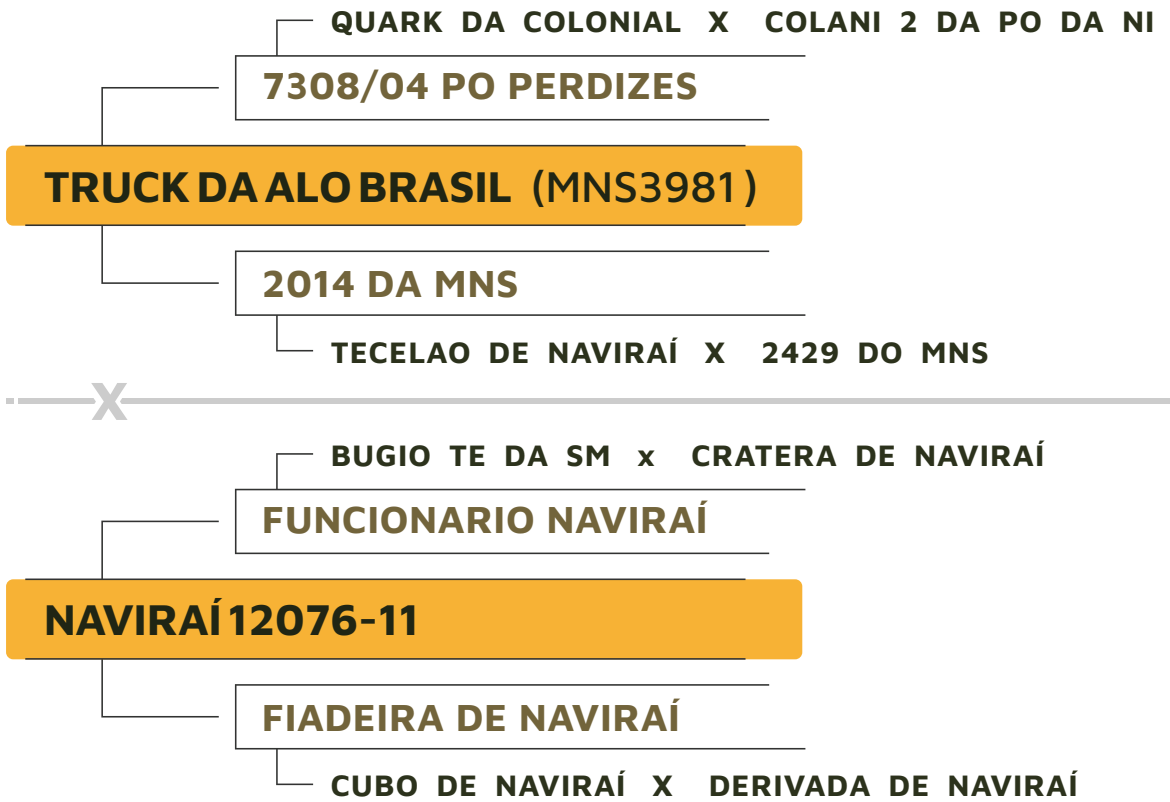 QUARK DA COLONIAL X COLANI 2 DA PO DA NI
7308/04 PO PERDIZES
TRUCK DA ALO BRASIL (MNS3981)
2014 DA MNS
TECELAO DE NAVIRAÍ X 2429 DO MNS
X
BUGIO TE DA SM x CRATERA DE NAVIRAÍ
FUNCIONARIO NAVIRAÍ
NAVIRAÍ 12076-11
FIADEIRA DE NAVIRAÍ
CUBO DE NAVIRAÍ X DERIVADA DE NAVIRAÍ